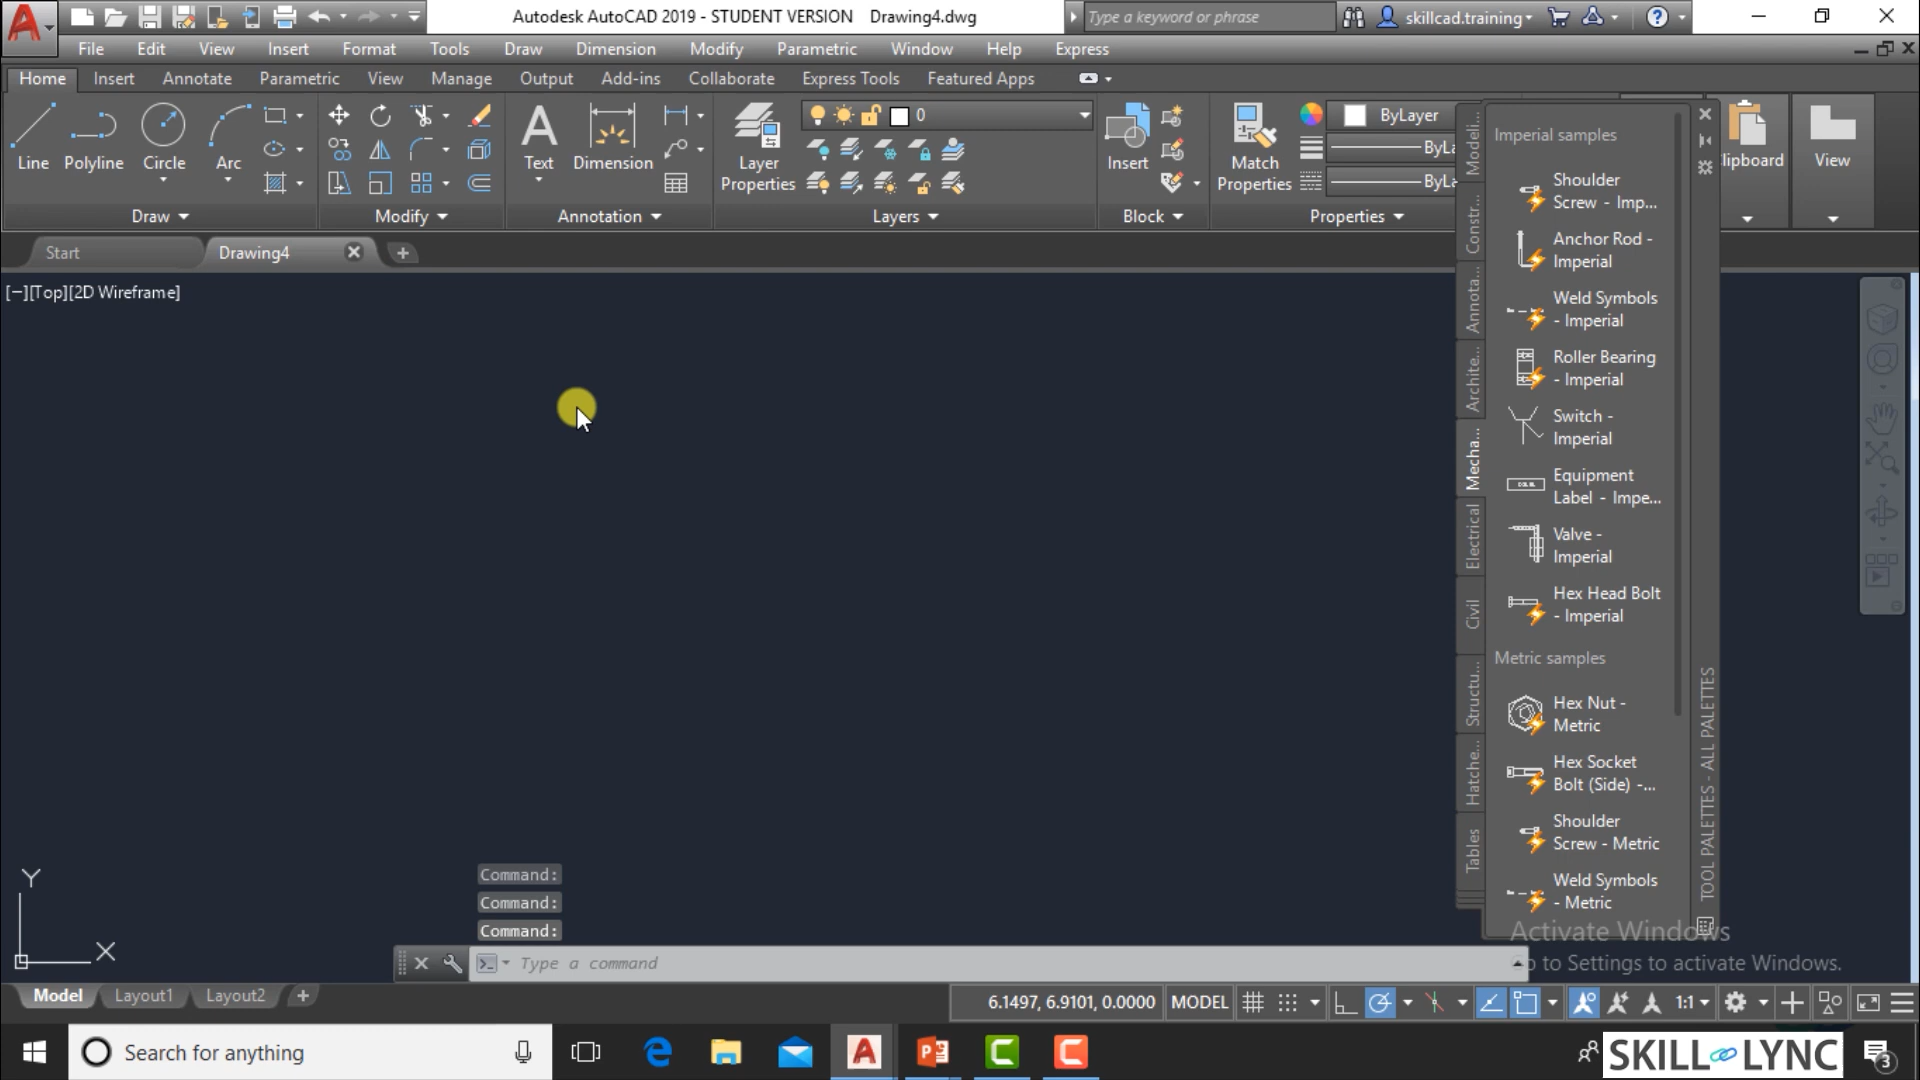 Autodesk AutoCAD 2019 - STUDENT VERSION Drawing4.dwg
Type a keyword or phrase
skillcad.training
File Edit View Insert Format Tools Draw Dimension Modify Parametric Window Help Express
Home Insert Annotate Parametric View Manage Output Add-ins Collaborate Express Tools Featured Apps
Line Polyline Circle Arc
Text Dimension
Layer Properties
0
Insert
Match Properties
ByLayer
ByLa
ByL
lipboard
View
Draw Modify Annotation Layers Block Properties
Start Drawing4
[−][Top][2D Wireframe]
Modeli...
Constr...
Annota...
Archite...
Mecha...
Electrical
Civil
Structu...
Hatche...
Tables
Imperial samples
Shoulder
Screw - Imp...
Anchor Rod -
Imperial
Weld Symbols
- Imperial
Roller Bearing
- Imperial
Switch -
Imperial
Equipment
Label - Impe...
Valve -
Imperial
Hex Head Bolt
- Imperial
Metric samples
Hex Nut -
Metric
Hex Socket
Bolt (Side) -...
Shoulder
Screw - Metric
Weld Symbols
- Metric
TOOL PALETTES - ALL PALETTES
Y
X
Command:
Command:
Command:
Type a command
Activate Windows
to Settings to activate Windows.
Model Layout1 Layout2
6.1497, 6.9101, 0.0000 MODEL
1:1
Search for anything
SKILL LYNC
3